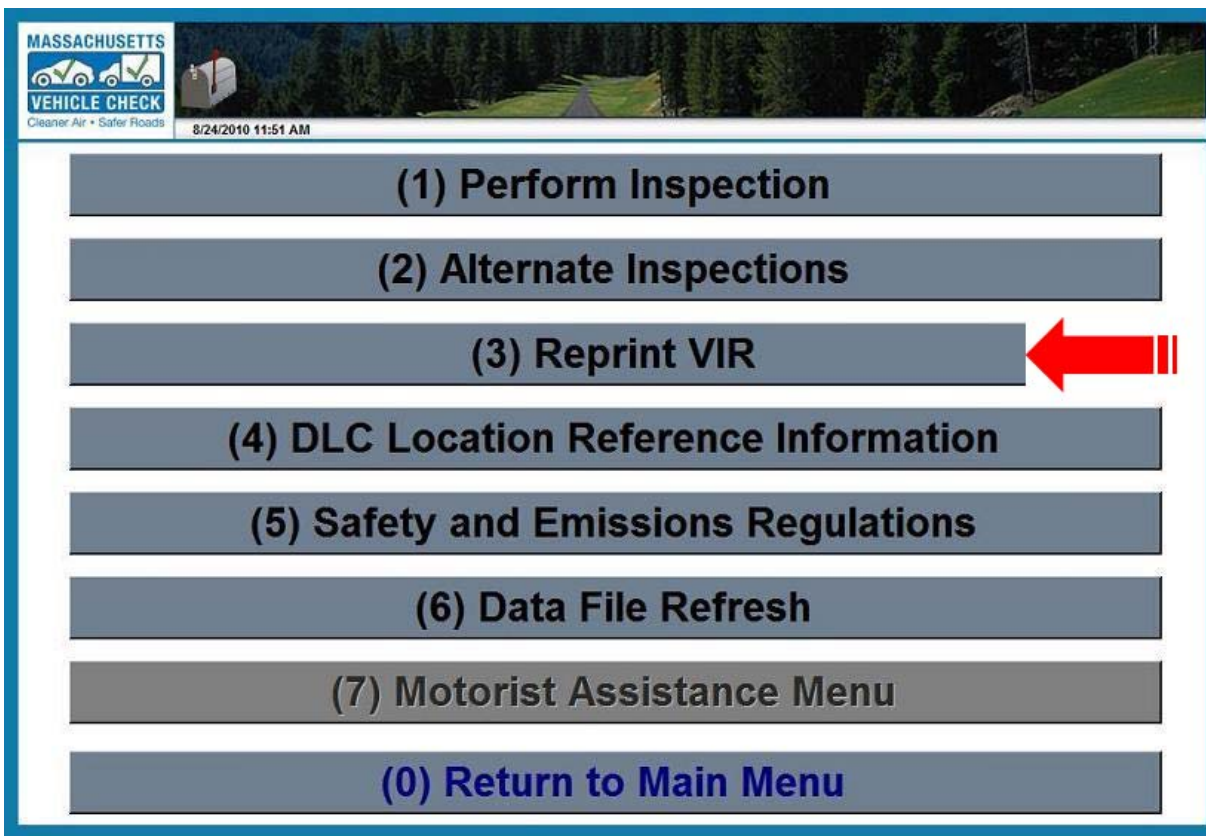 MASSACHUSETTS
VEHICLE CHECK
Cleaner Air • Safer Roads
8/24/2010 11:51 AM
(1) Perform Inspection
(2) Alternate Inspections
(3) Reprint VIR
(4) DLC Location Reference Information
(5) Safety and Emissions Regulations
(6) Data File Refresh
(7) Motorist Assistance Menu
(0) Return to Main Menu